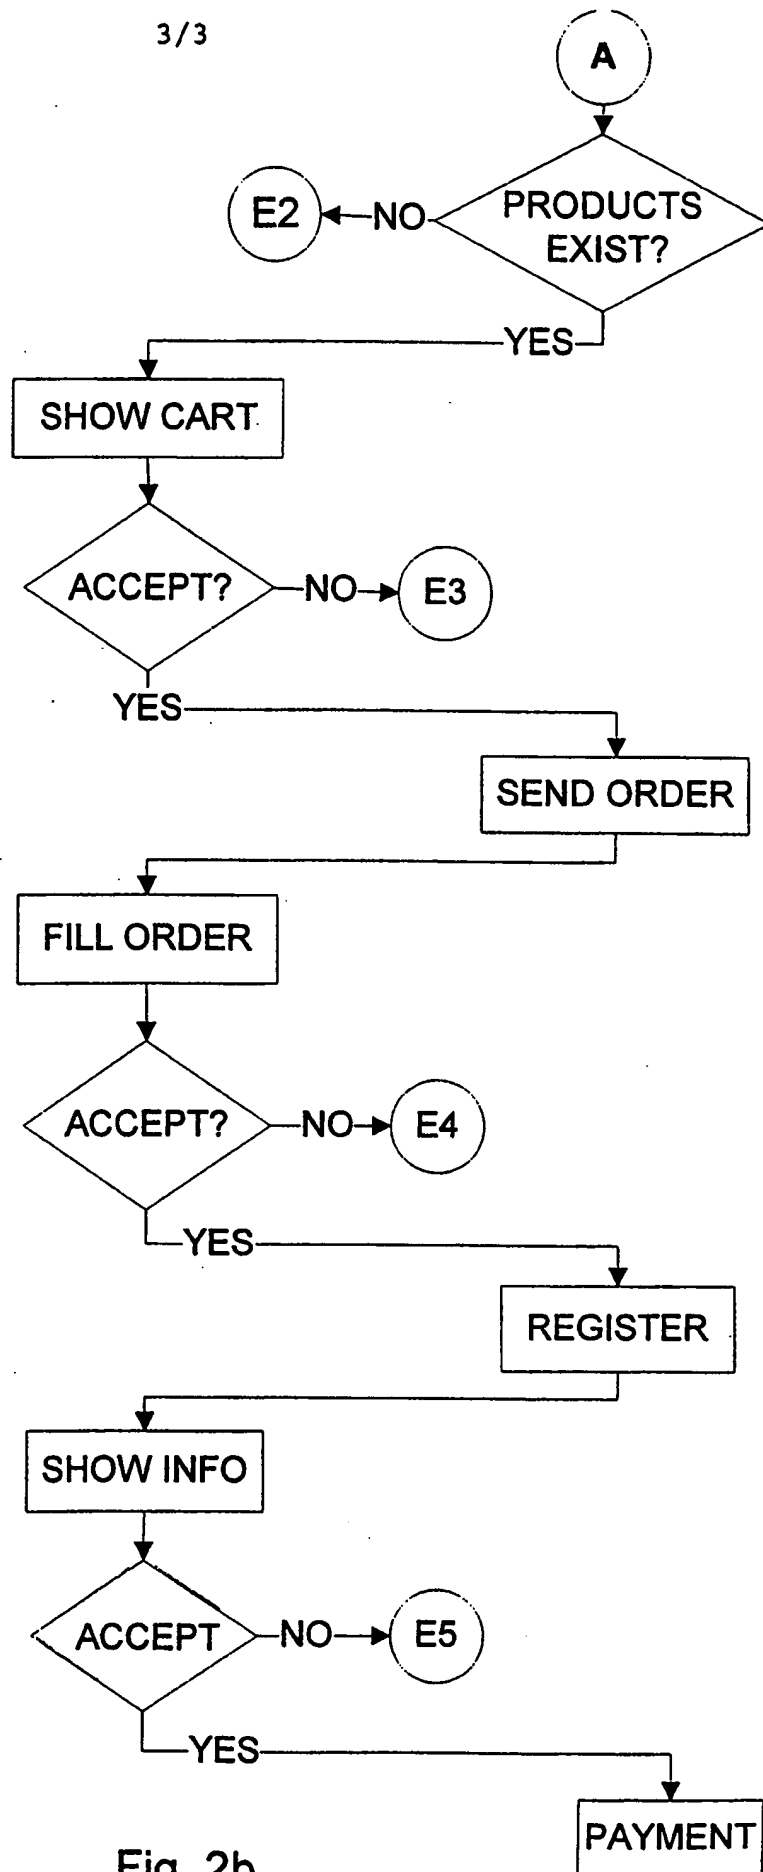 3/3
A
PRODUCTS
EXIST?
NO
E2
YES
SHOW CART
ACCEPT?
NO
E3
YES
SEND ORDER
FILL ORDER
ACCEPT?
NO
E4
YES
REGISTER
SHOW INFO
ACCEPT
NO
E5
YES
PAYMENT
Fig. 2b